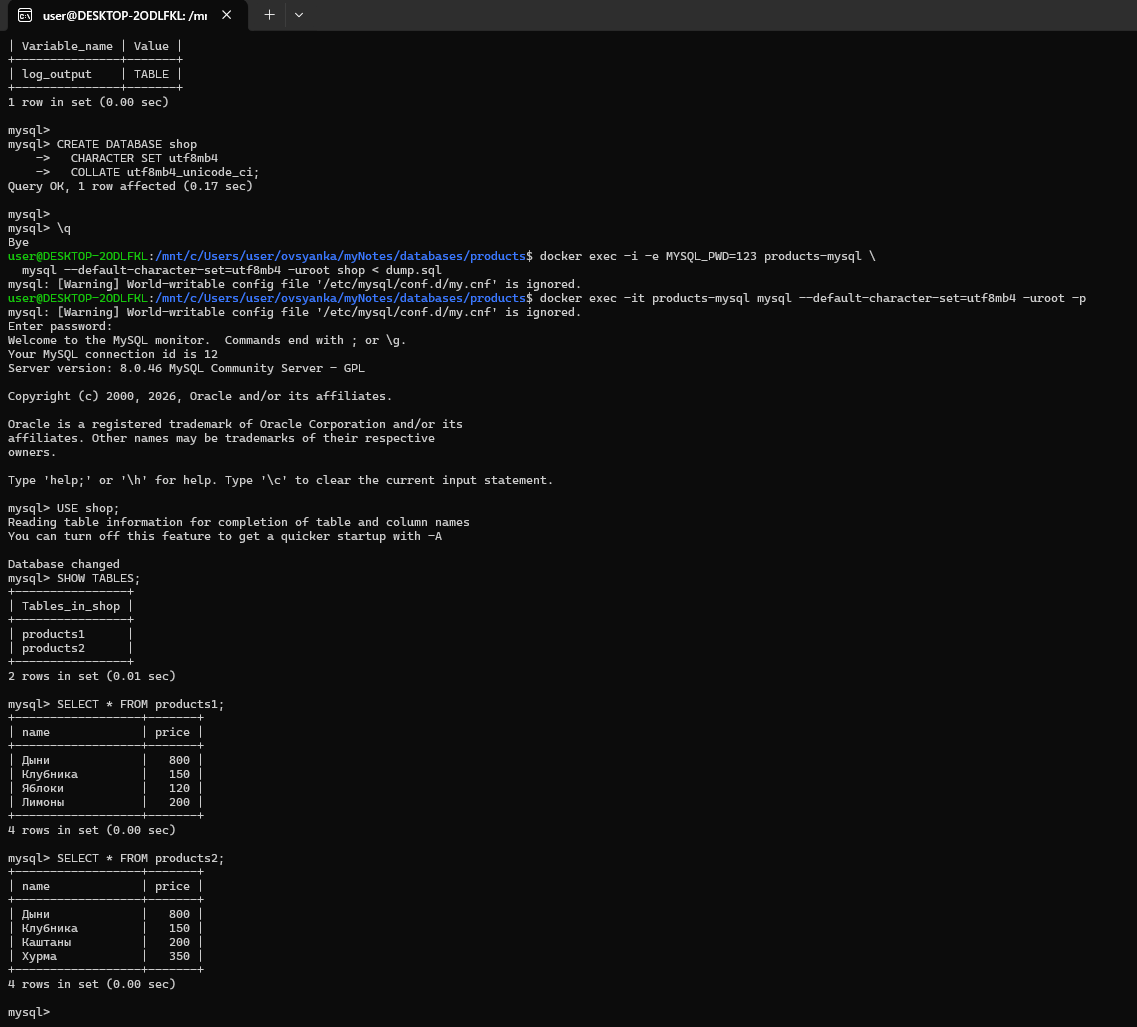 user@DESKTOP-2ODLFKL: /mr
| Variable_name | Value |
+---------------+-------+
| log_output    | TABLE |
+---------------+-------+
1 row in set (0.00 sec)
mysql>
mysql> CREATE DATABASE shop
    ->   CHARACTER SET utf8mb4
    ->   COLLATE utf8mb4_unicode_ci;
Query OK, 1 row affected (0.17 sec)
mysql>
mysql> \q
Bye
user@DESKTOP-2ODLFKL:/mnt/c/Users/user/ovsyanka/myNotes/databases/products$ docker exec -i -e MYSQL_PWD=123 products-mysql \
  mysql --default-character-set=utf8mb4 -uroot shop < dump.sql
mysql: [Warning] World-writable config file '/etc/mysql/conf.d/my.cnf' is ignored.
user@DESKTOP-2ODLFKL:/mnt/c/Users/user/ovsyanka/myNotes/databases/products$ docker exec -it products-mysql mysql --default-character-set=utf8mb4 -uroot -p
mysql: [Warning] World-writable config file '/etc/mysql/conf.d/my.cnf' is ignored.
Enter password:
Welcome to the MySQL monitor.  Commands end with ; or \g.
Your MySQL connection id is 12
Server version: 8.0.46 MySQL Community Server - GPL
Copyright (c) 2000, 2026, Oracle and/or its affiliates.
Oracle is a registered trademark of Oracle Corporation and/or its
affiliates. Other names may be trademarks of their respective
owners.
Type 'help;' or '\h' for help. Type '\c' to clear the current input statement.
mysql> USE shop;
Reading table information for completion of table and column names
You can turn off this feature to get a quicker startup with -A
Database changed
mysql> SHOW TABLES;
+----------------+
| Tables_in_shop |
+----------------+
| products1      |
| products2      |
+----------------+
2 rows in set (0.01 sec)
mysql> SELECT * FROM products1;
+------------------+-------+
| name             | price |
+------------------+-------+
| Дыни             |   800 |
| Клубника         |   150 |
| Яблоки           |   120 |
| Лимоны           |   200 |
+------------------+-------+
4 rows in set (0.00 sec)
mysql> SELECT * FROM products2;
+------------------+-------+
| name             | price |
+------------------+-------+
| Дыни             |   800 |
| Клубника         |   150 |
| Каштаны          |   200 |
| Хурма            |   350 |
+------------------+-------+
4 rows in set (0.00 sec)
mysql>